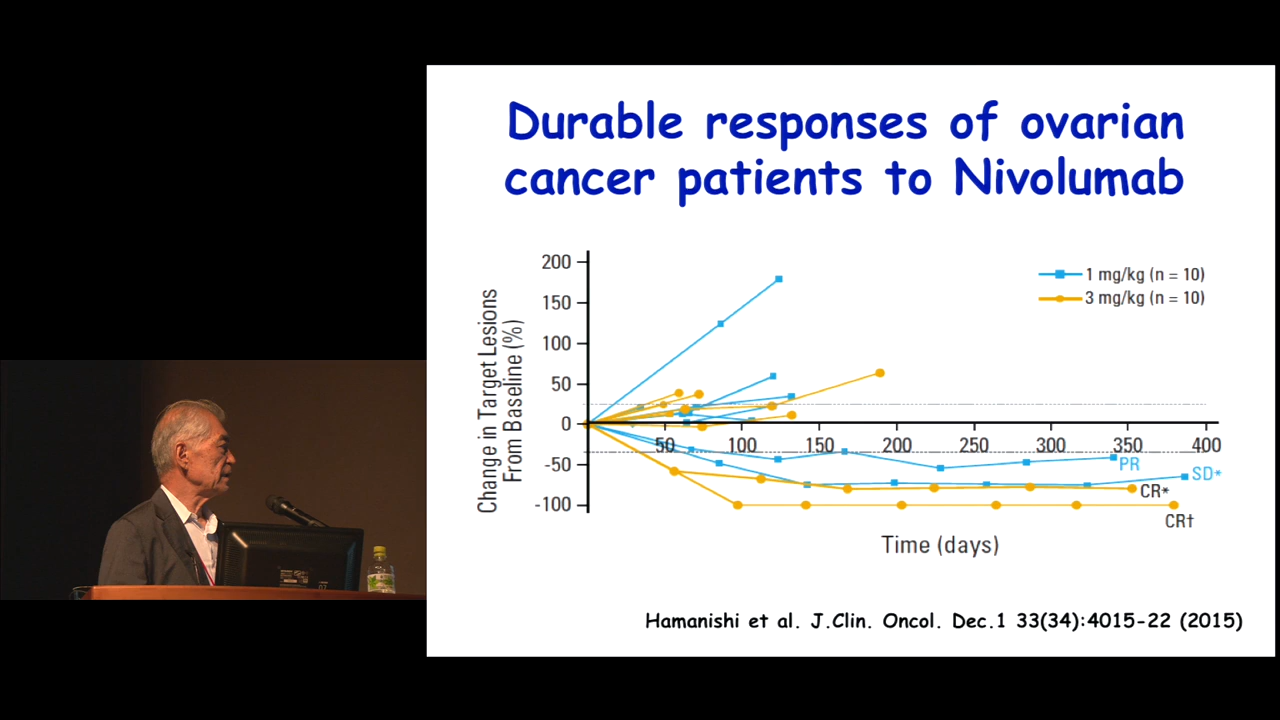 Durable responses of ovarian
cancer patients to Nivolumab
Change in Target Lesions
From Baseline (%)
200
150
100
50
0
-50
-100
1 mg/kg (n = 10)
3 mg/kg (n = 10)
50
100
150
200
250
300
350
400
PR
SD*
CR*
CR†
Time (days)
Hamanishi et al. J.Clin. Oncol. Dec.1 33(34):4015-22 (2015)